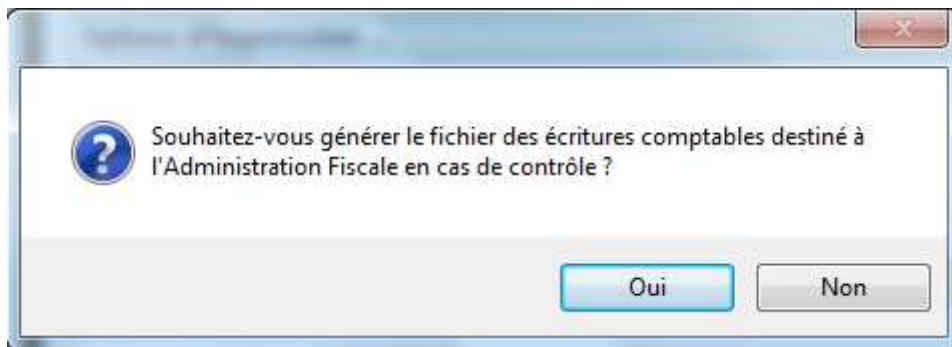 Souhaitez-vous générer le fichier des écritures comptables destiné à
l'Administration Fiscale en cas de contrôle ?
Oui
Non